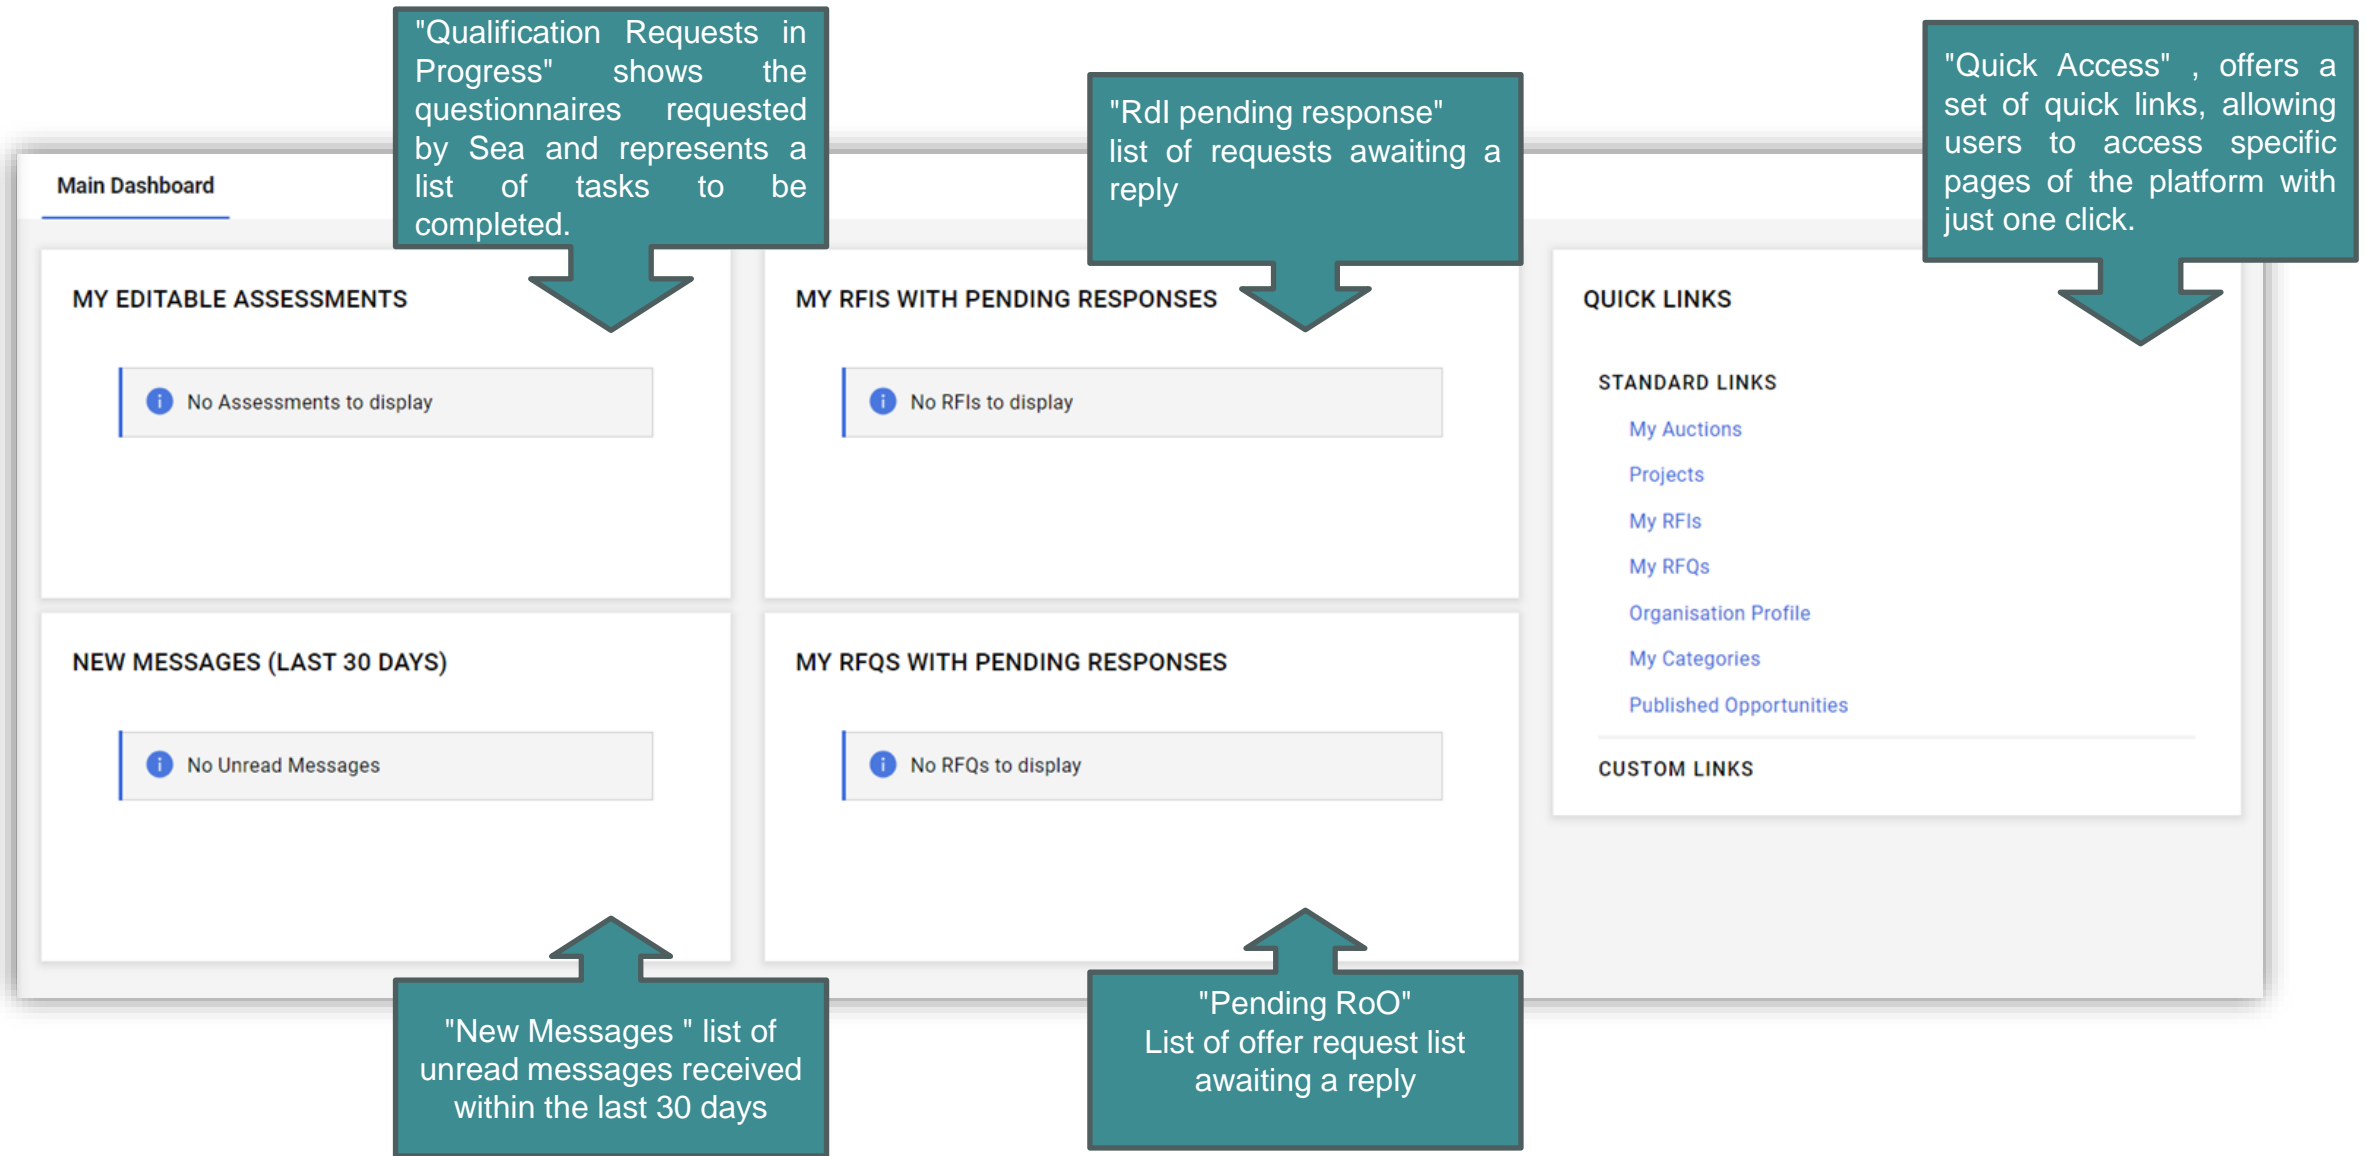 "Qualification Requests in
Progress" shows the
questionnaires requested
by Sea and represents a
list of tasks to be
completed.
"RdI pending response"
list of requests awaiting a
reply
"Quick Access" , offers a
set of quick links, allowing
users to access specific
pages of the platform with
just one click.
Main Dashboard
MY EDITABLE ASSESSMENTS
No Assessments to display
MY RFIS WITH PENDING RESPONSES
No RFIs to display
QUICK LINKS
STANDARD LINKS
My Auctions
Projects
My RFIs
My RFQs
Organisation Profile
My Categories
Published Opportunities
CUSTOM LINKS
NEW MESSAGES (LAST 30 DAYS)
No Unread Messages
MY RFQS WITH PENDING RESPONSES
No RFQs to display
"New Messages " list of
unread messages received
within the last 30 days
"Pending RoO"
List of offer request list
awaiting a reply